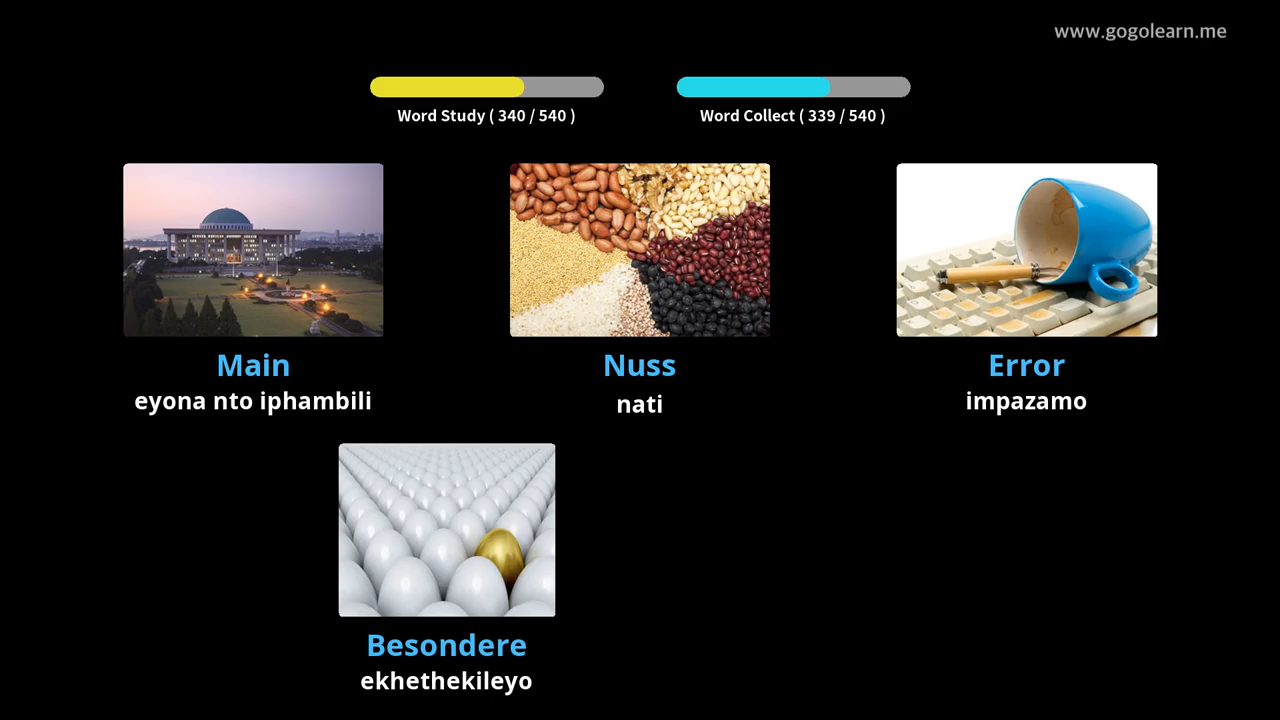 www.gogolearn.me
Word Study ( 340 / 540 )
Word Collect ( 339 / 540 )
Main
eyona nto iphambili
Nuss
nati
Error
impazamo
Besondere
ekhethekileyo